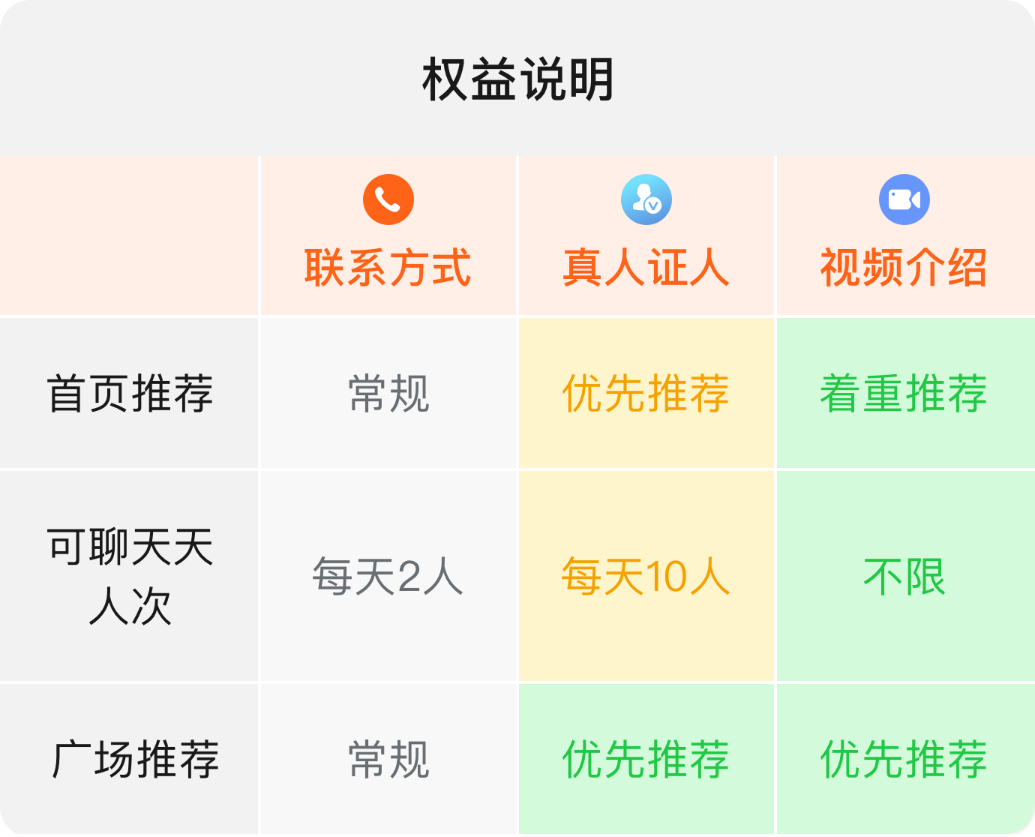 权益说明
联系方式 真人证人 视频介绍
首页推荐 常规 优先推荐 着重推荐
可聊天天
人次 每天2人 每天10人 不限
广场推荐 常规 优先推荐 优先推荐